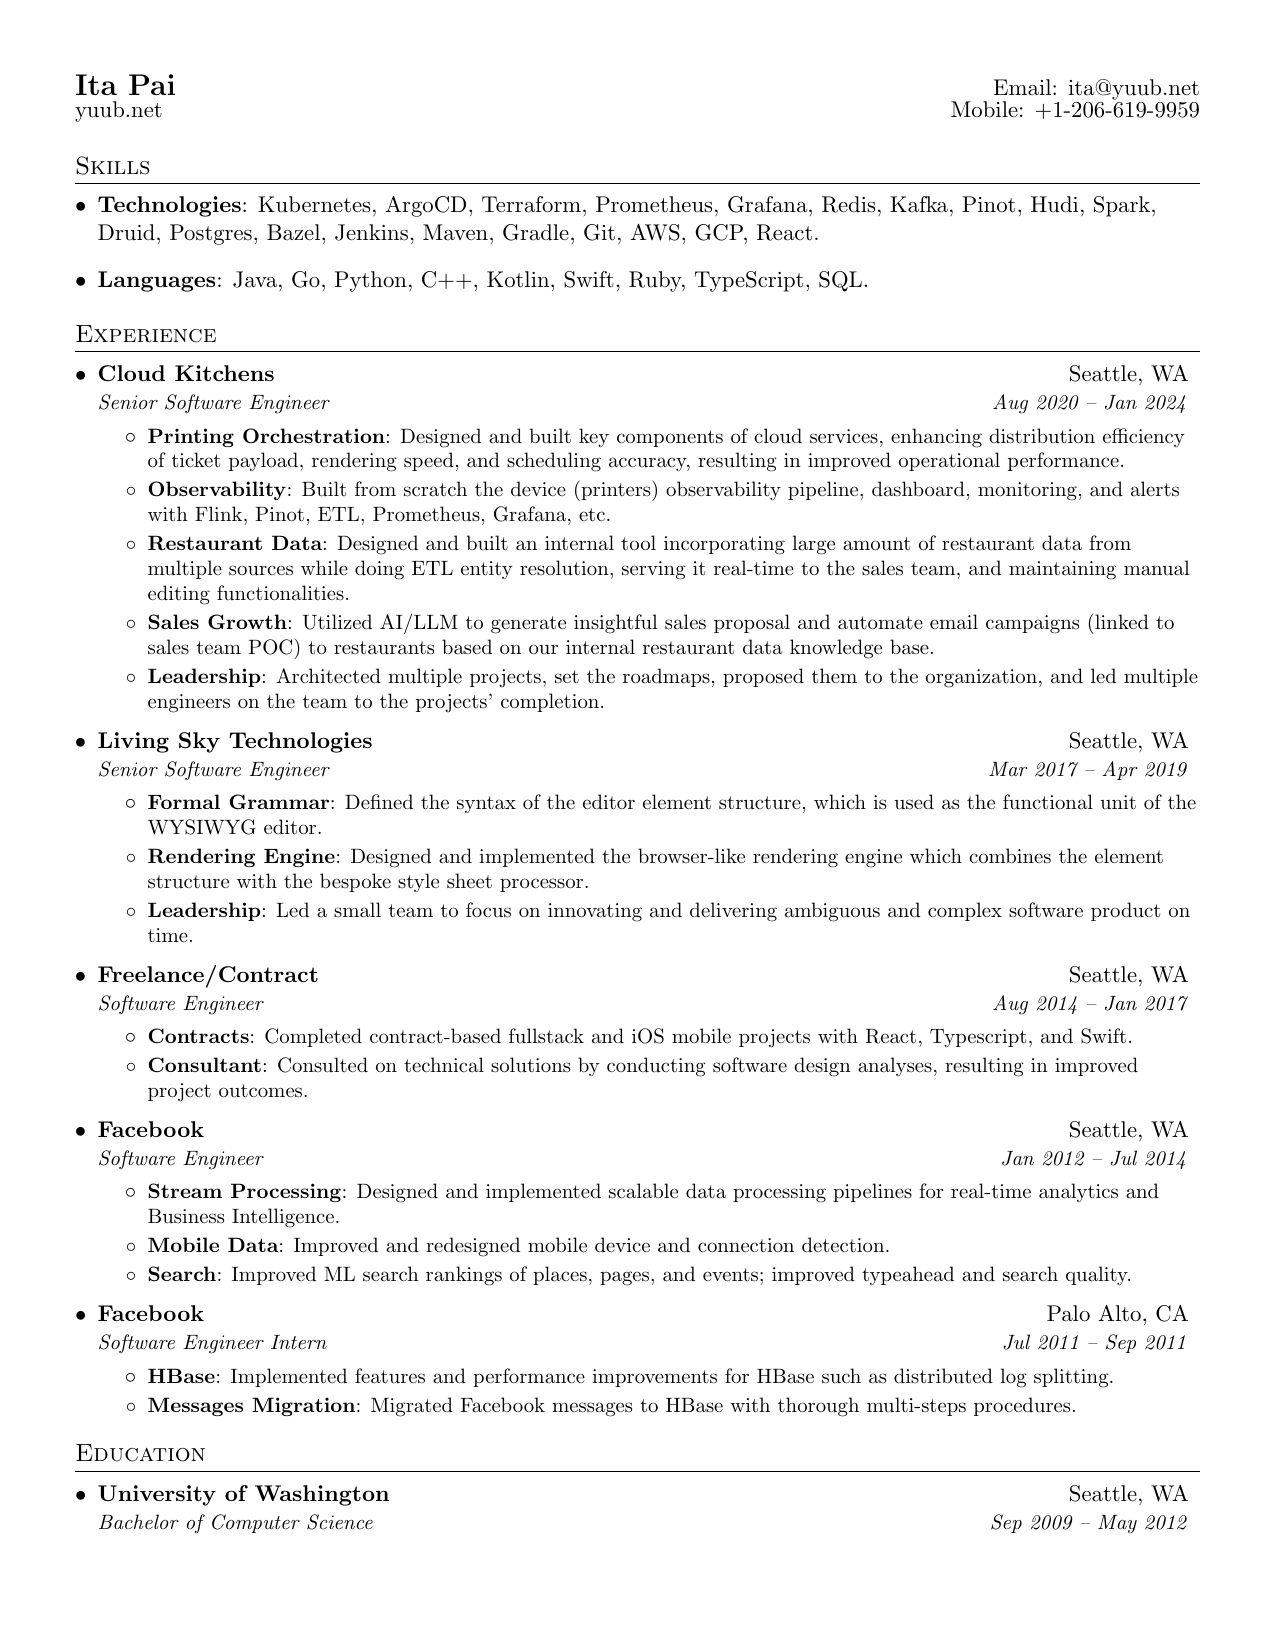 Ita Pai
Email: ita@yuub.net
yuub.net
Mobile: +1-206-619-9959
Skills
• Technologies: Kubernetes, ArgoCD, Terraform, Prometheus, Grafana, Redis, Kafka, Pinot, Hudi, Spark,
Druid, Postgres, Bazel, Jenkins, Maven, Gradle, Git, AWS, GCP, React.
• Languages: Java, Go, Python, C++, Kotlin, Swift, Ruby, TypeScript, SQL.
Experience
• Cloud Kitchens
Seattle, WA
Senior Software Engineer
Aug 2020 – Jan 2024
◦ Printing Orchestration: Designed and built key components of cloud services, enhancing distribution efficiency
of ticket payload, rendering speed, and scheduling accuracy, resulting in improved operational performance.
◦ Observability: Built from scratch the device (printers) observability pipeline, dashboard, monitoring, and alerts
with Flink, Pinot, ETL, Prometheus, Grafana, etc.
◦ Restaurant Data: Designed and built an internal tool incorporating large amount of restaurant data from
multiple sources while doing ETL entity resolution, serving it real-time to the sales team, and maintaining manual
editing functionalities.
◦ Sales Growth: Utilized AI/LLM to generate insightful sales proposal and automate email campaigns (linked to
sales team POC) to restaurants based on our internal restaurant data knowledge base.
◦ Leadership: Architected multiple projects, set the roadmaps, proposed them to the organization, and led multiple
engineers on the team to the projects' completion.
• Living Sky Technologies
Seattle, WA
Senior Software Engineer
Mar 2017 – Apr 2019
◦ Formal Grammar: Defined the syntax of the editor element structure, which is used as the functional unit of the
WYSIWYG editor.
◦ Rendering Engine: Designed and implemented the browser-like rendering engine which combines the element
structure with the bespoke style sheet processor.
◦ Leadership: Led a small team to focus on innovating and delivering ambiguous and complex software product on
time.
• Freelance/Contract
Seattle, WA
Software Engineer
Aug 2014 – Jan 2017
◦ Contracts: Completed contract-based fullstack and iOS mobile projects with React, Typescript, and Swift.
◦ Consultant: Consulted on technical solutions by conducting software design analyses, resulting in improved
project outcomes.
• Facebook
Seattle, WA
Software Engineer
Jan 2012 – Jul 2014
◦ Stream Processing: Designed and implemented scalable data processing pipelines for real-time analytics and
Business Intelligence.
◦ Mobile Data: Improved and redesigned mobile device and connection detection.
◦ Search: Improved ML search rankings of places, pages, and events; improved typeahead and search quality.
• Facebook
Palo Alto, CA
Software Engineer Intern
Jul 2011 – Sep 2011
◦ HBase: Implemented features and performance improvements for HBase such as distributed log splitting.
◦ Messages Migration: Migrated Facebook messages to HBase with thorough multi-steps procedures.
Education
• University of Washington
Seattle, WA
Bachelor of Computer Science
Sep 2009 – May 2012